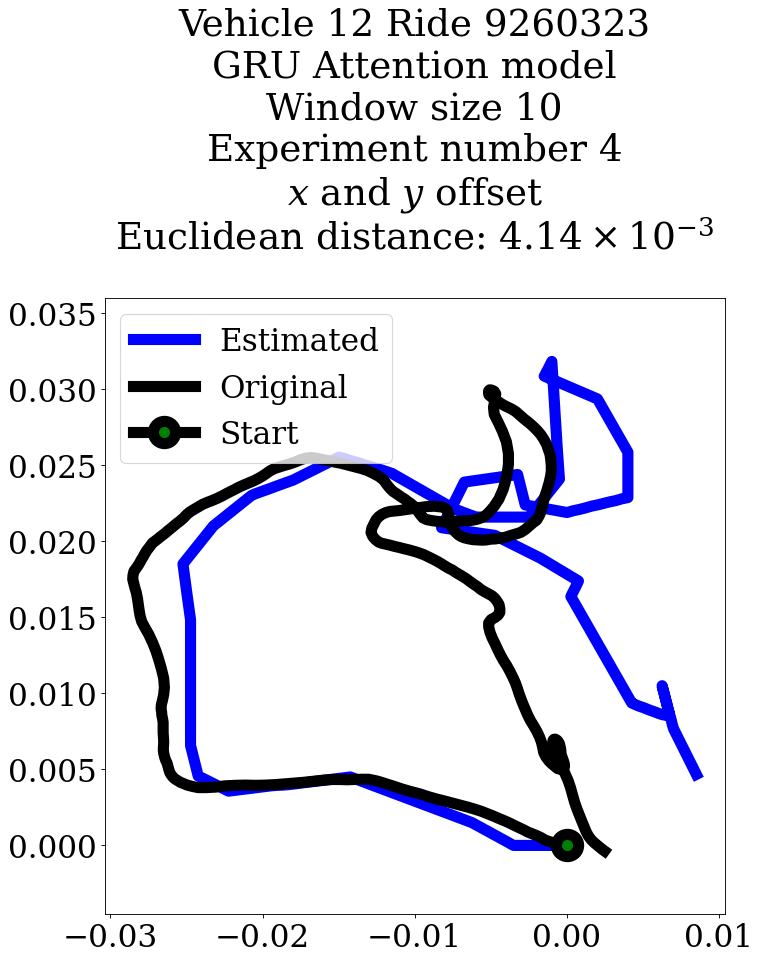 Vehicle 12 Ride 9260323
GRU Attention model
Window size 10
Experiment number 4
x and y offset
Euclidean distance: 4.14 × 10⁻³
Estimated
Original
Start
0.035
0.030
0.025
0.020
0.015
0.010
0.005
0.000
−0.03 −0.02 −0.01 0.00 0.01